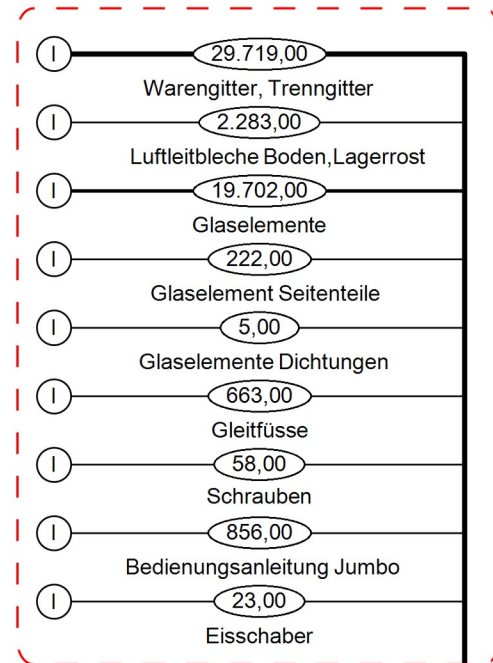 I 29.719,00
Warengitter, Trenngitter
I 2.283,00
Luftleitbleche Boden,Lagerrost
I 19.702,00
Glaselemente
I 222,00
Glaselement Seitenteile
I 5,00
Glaselemente Dichtungen
I 663,00
Gleitfüsse
I 58,00
Schrauben
I 856,00
Bedienungsanleitung Jumbo
I 23,00
Eisschaber